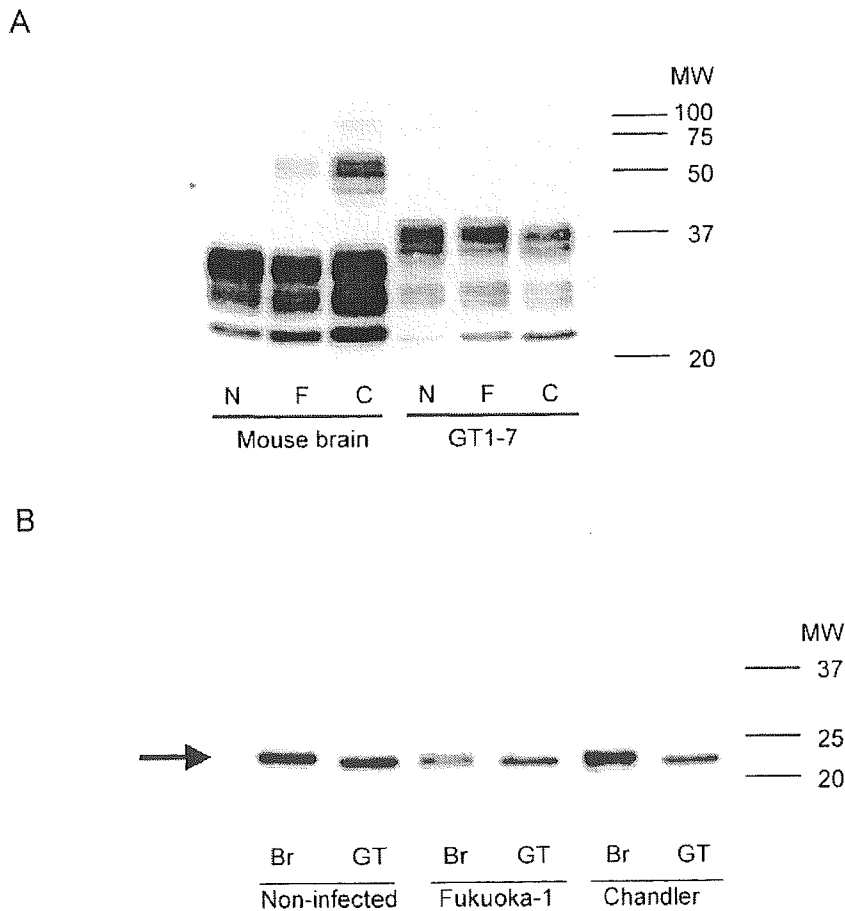 A
MW
100
75
50
37
20
N F C N F C
Mouse brain GT1-7
B
MW
37
25
20
Br GT Br GT Br GT
Non-infected Fukuoka-1 Chandler